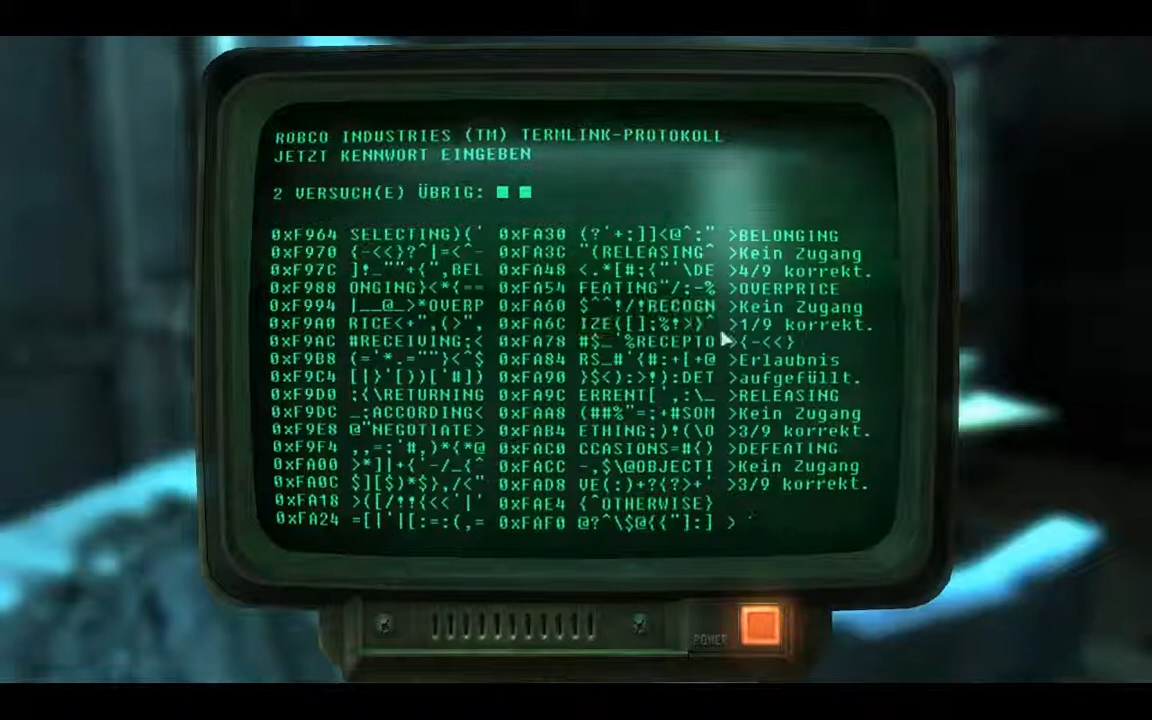 ROBCO INDUSTRIES (TM) TERMLINK-PROTOKOLL
JETZT KENNWORT EINGEBEN
2 VERSUCH(E) ÜBRIG: ■ ■
0xF964 SELECTING)(' 0xFA30 (?'+:]]<@^:" >BELONGING
0xF970 {-<<}?^|=<^- 0xFA3C "(RELEASING^ >Kein Zugang
0xF97C ]!_""+{",BEL 0xFA48 <.*[#:{"'\DE >4/9 korrekt.
0xF988 ONGING}<*{== 0xFA54 FEATING"/:-% >OVERPRICE
0xF994 |__@_>*OVERP 0xFA60 $^^!/!RECOGN >Kein Zugang
0xF9A0 RICE<+",(>", 0xFA6C IZE([];%!>)^ >1/9 korrekt.
0xF9AC #RECEIVING;< 0xFA78 #$_'%RECEPTO >{-<<}
0xF9B8 (='*.=""}<^$ 0xFA84 RS_#'{#:+[+@ >Erlaubnis
0xF9C4 [|}'[))['#]) 0xFA90 }$<):>!):DET >aufgefüllt.
0xF9D0 :{\RETURNING 0xFA9C ERRENT[',:\_ >RELEASING
0xF9DC _;ACCORDING< 0xFAA8 (##%"=:+#SOM >Kein Zugang
0xF9E8 @"NEGOTIATE> 0xFAB4 ETHING;)!(\O >3/9 korrekt.
0xF9F4 ,,=:'#,)*{*@ 0xFAC0 CCASIONS=#{) >DEFEATING
0xFA00 >*]|+{'-/_{^ 0xFACC -,$\@OBJECTI >Kein Zugang
0xFA0C $][$)*$},/<" 0xFAD8 VE(:)+?{?>+' >3/9 korrekt.
0xFA18 >([/!!{<<'|' 0xFAE4 {^OTHERWISE}
0xFA24 =[|'|[:=:(,= 0xFAF0 @?^\$@{{"]:] >
POWER